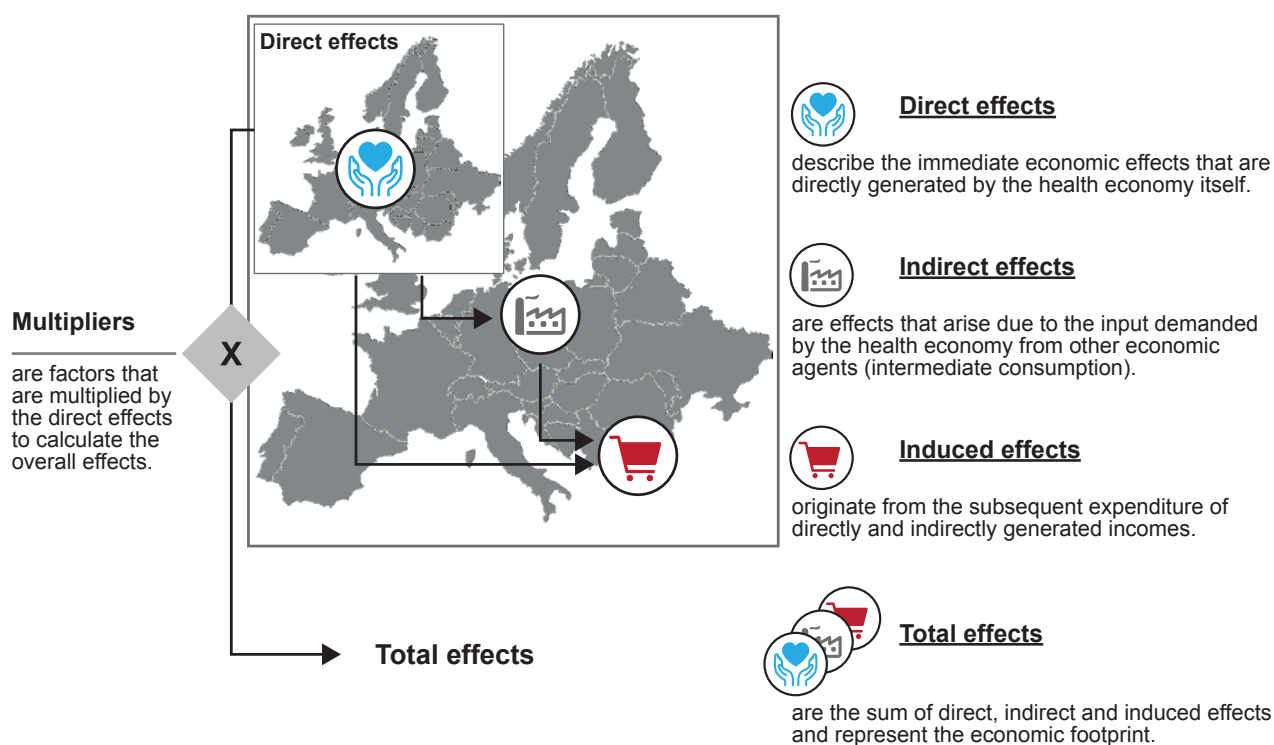 Direct effects
Multipliers
are factors that
are multiplied by
the direct effects
to calculate the
overall effects.
X
Total effects
Direct effects
describe the immediate economic effects that are
directly generated by the health economy itself.
Indirect effects
are effects that arise due to the input demanded
by the health economy from other economic
agents (intermediate consumption).
Induced effects
originate from the subsequent expenditure of
directly and indirectly generated incomes.
Total effects
are the sum of direct, indirect and induced effects
and represent the economic footprint.